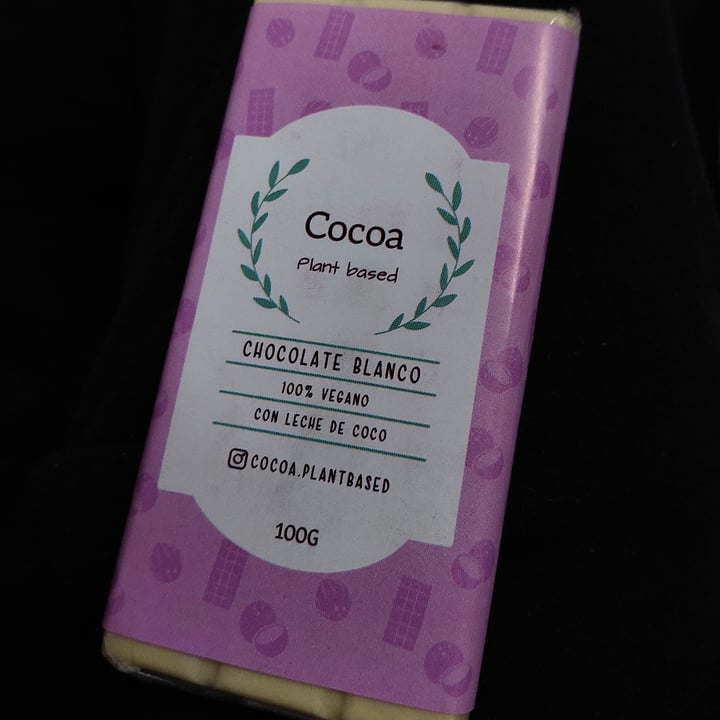 Cocoa
Plant based
CHOCOLATE BLANCO
100% VEGANO
CON LECHE DE COCO
COCOA.PLANTBASED
100G